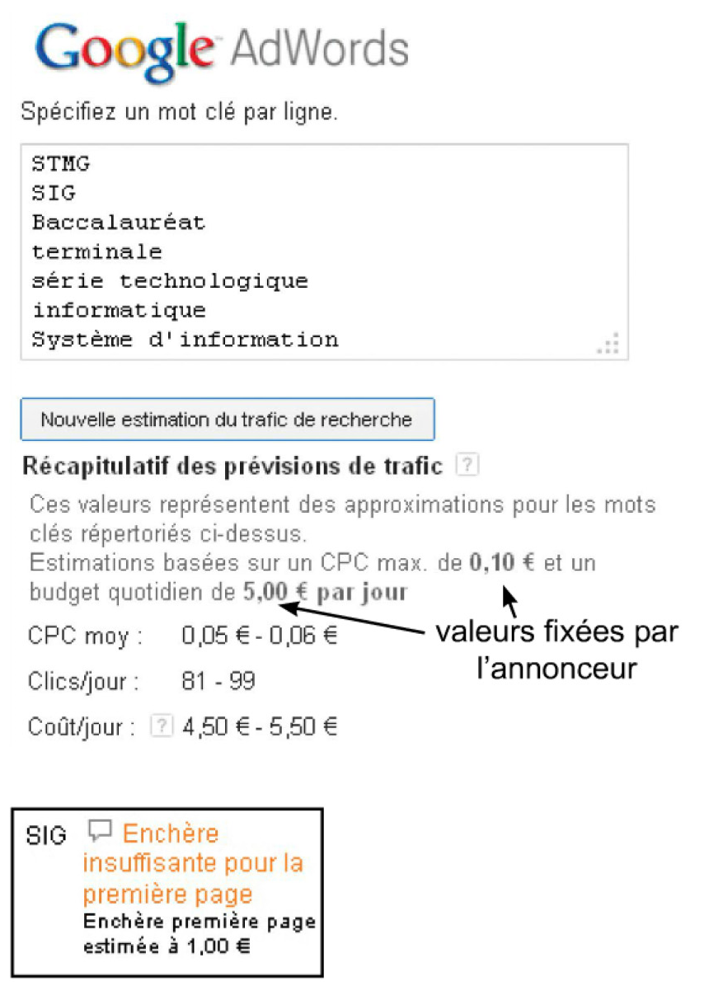 Google AdWords
Spécifiez un mot clé par ligne.
STMG
SIG
Baccalauréat
terminale
série technologique
informatique
Système d'information
Nouvelle estimation du trafic de recherche
Récapitulatif des prévisions de trafic ?
Ces valeurs représentent des approximations pour les mots
clés répertoriés ci-dessus.
Estimations basées sur un CPC max. de 0,10 € et un
budget quotidien de 5,00 € par jour
valeurs fixées par
l'annonceur
CPC moy : 0,05 € - 0,06 €
Clics/jour : 81 - 99
Coût/jour : ? 4,50 € - 5,50 €
SIG Enchère
insuffisante pour la
première page
Enchère première page
estimée à 1,00 €